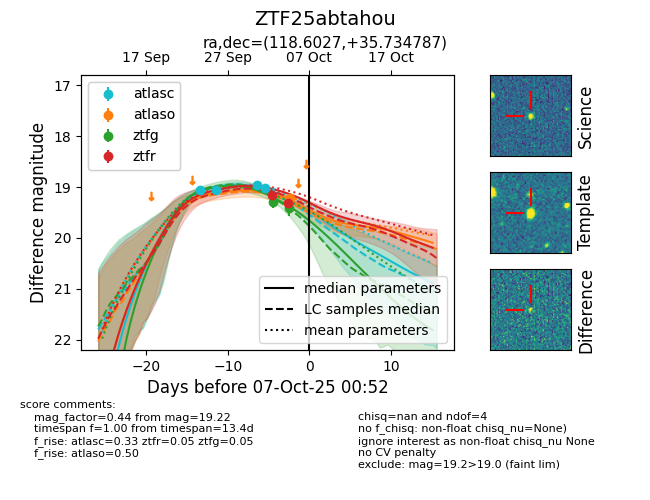 ZTF25abtahou
ra,dec=(118.6027,+35.734787)
17 Sep 27 Sep 07 Oct 17 Oct
17
18
19
20
21
22
Difference magnitude
atlasc
atlaso
ztfg
ztfr
median parameters
LC samples median
mean parameters
−20 −10 0 10
Days before 07-Oct-25 00:52
Science
Template
Difference
score comments:
mag_factor=0.44 from mag=19.22
timespan f=1.00 from timespan=13.4d
f_rise: atlasc=0.33 ztfr=0.05 ztfg=0.05
f_rise: atlaso=0.50
chisq=nan and ndof=4
no f_chisq: non-float chisq_nu=None)
ignore interest as non-float chisq_nu None
no CV penalty
exclude: mag=19.2>19.0 (faint lim)